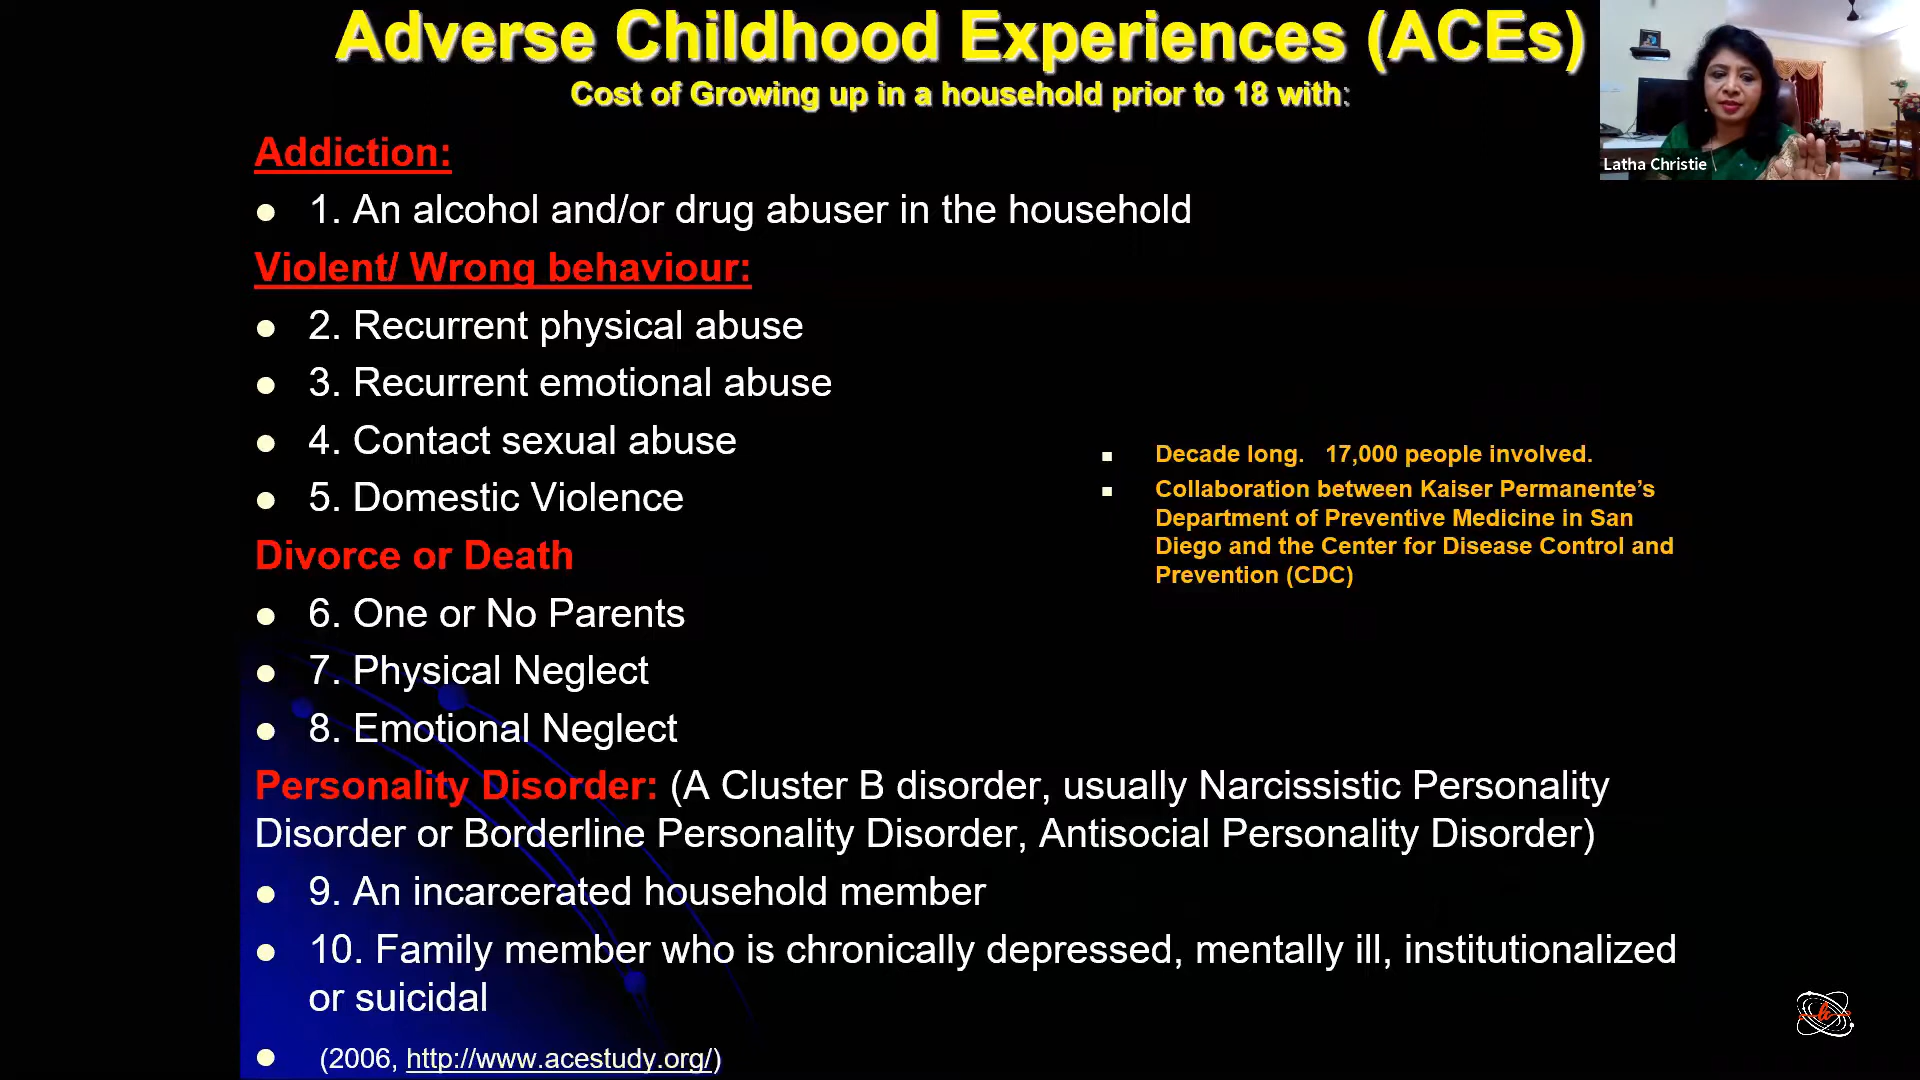 Adverse Childhood Experiences (ACEs)
Cost of Growing up in a household prior to 18 with:
Latha Christie
Addiction:
● 1. An alcohol and/or drug abuser in the household
Violent/ Wrong behaviour:
● 2. Recurrent physical abuse
● 3. Recurrent emotional abuse
● 4. Contact sexual abuse
● 5. Domestic Violence
Divorce or Death
● 6. One or No Parents
● 7. Physical Neglect
● 8. Emotional Neglect
Personality Disorder: (A Cluster B disorder, usually Narcissistic Personality
Disorder or Borderline Personality Disorder, Antisocial Personality Disorder)
● 9. An incarcerated household member
● 10. Family member who is chronically depressed, mentally ill, institutionalized
or suicidal
● (2006, http://www.acestudy.org/)
■ Decade long. 17,000 people involved.
■ Collaboration between Kaiser Permanente’s
Department of Preventive Medicine in San
Diego and the Center for Disease Control and
Prevention (CDC)